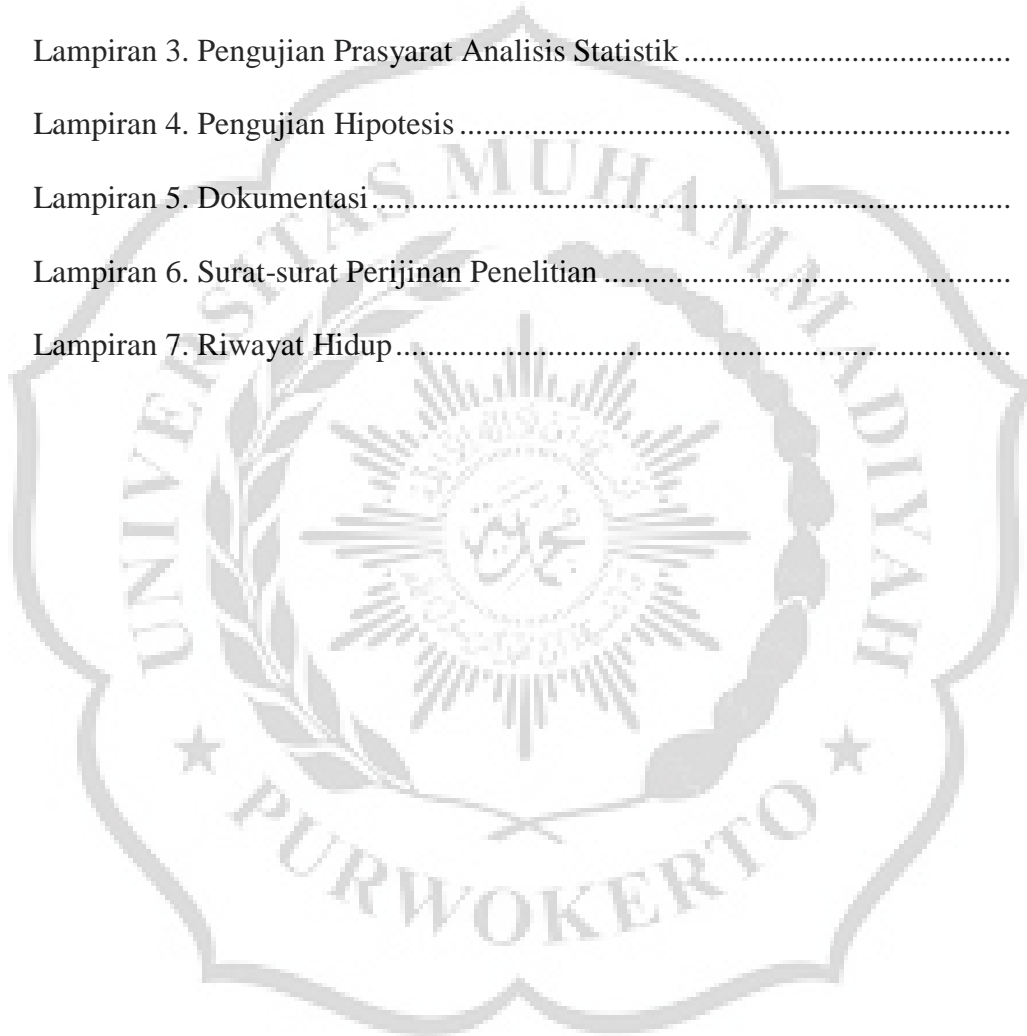 Lampiran 3. Pengujian Prasyarat Analisis Statistik .........................................
Lampiran 4. Pengujian Hipotesis .....................................................................
Lampiran 5. Dokumentasi ................................................................................
Lampiran 6. Surat-surat Perijinan Penelitian ...................................................
Lampiran 7. Riwayat Hidup .............................................................................
UNIVERSITAS MUHAMMADIYAH
PURWOKERTO